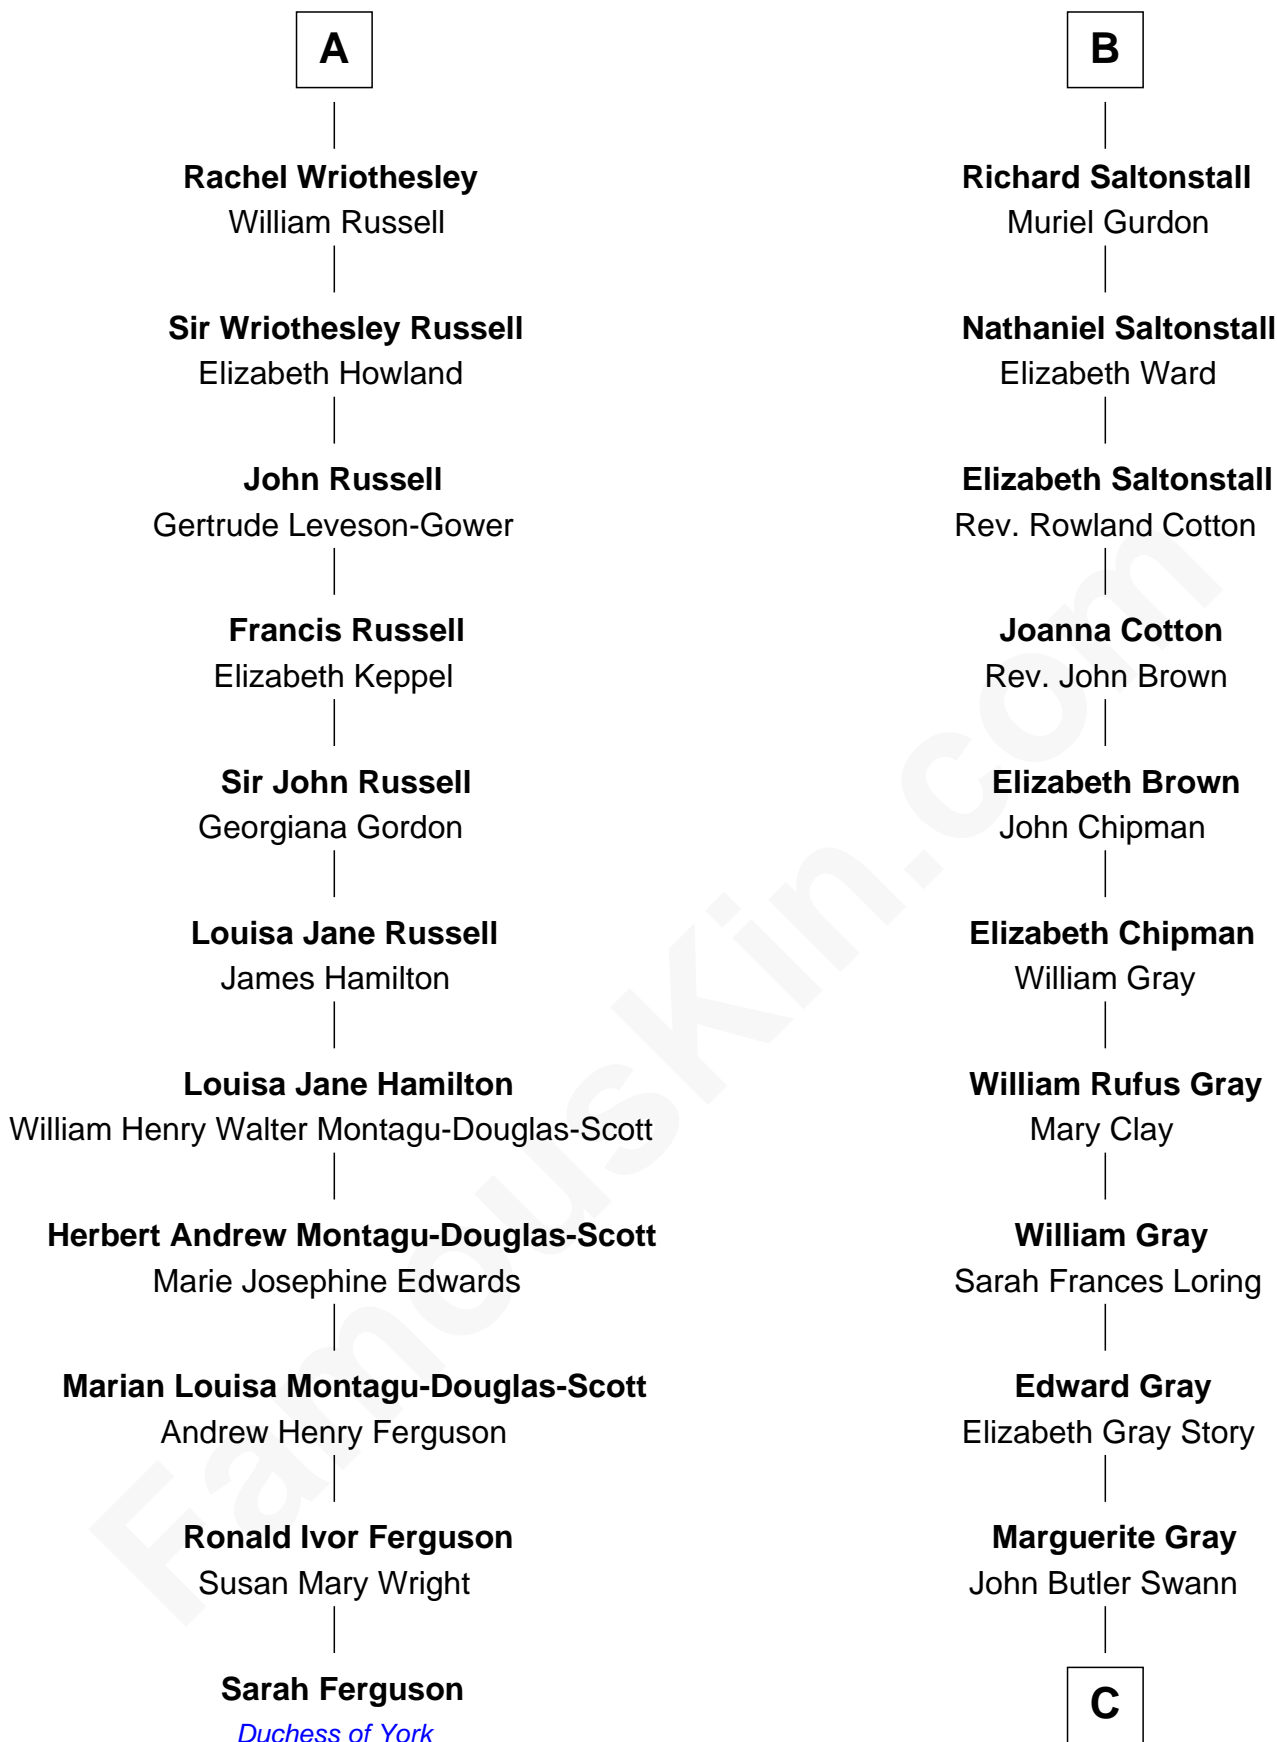 A
Rachel Wriothesley
William Russell
Sir Wriothesley Russell
Elizabeth Howland
John Russell
Gertrude Leveson-Gower
Francis Russell
Elizabeth Keppel
Sir John Russell
Georgiana Gordon
Louisa Jane Russell
James Hamilton
Louisa Jane Hamilton
William Henry Walter Montagu-Douglas-Scott
Herbert Andrew Montagu-Douglas-Scott
Marie Josephine Edwards
Marian Louisa Montagu-Douglas-Scott
Andrew Henry Ferguson
Ronald Ivor Ferguson
Susan Mary Wright
Sarah Ferguson
Duchess of York
B
Richard Saltonstall
Muriel Gurdon
Nathaniel Saltonstall
Elizabeth Ward
Elizabeth Saltonstall
Rev. Rowland Cotton
Joanna Cotton
Rev. John Brown
Elizabeth Brown
John Chipman
Elizabeth Chipman
William Gray
William Rufus Gray
Mary Clay
William Gray
Sarah Frances Loring
Edward Gray
Elizabeth Gray Story
Marguerite Gray
John Butler Swann
C
FamousKin.com